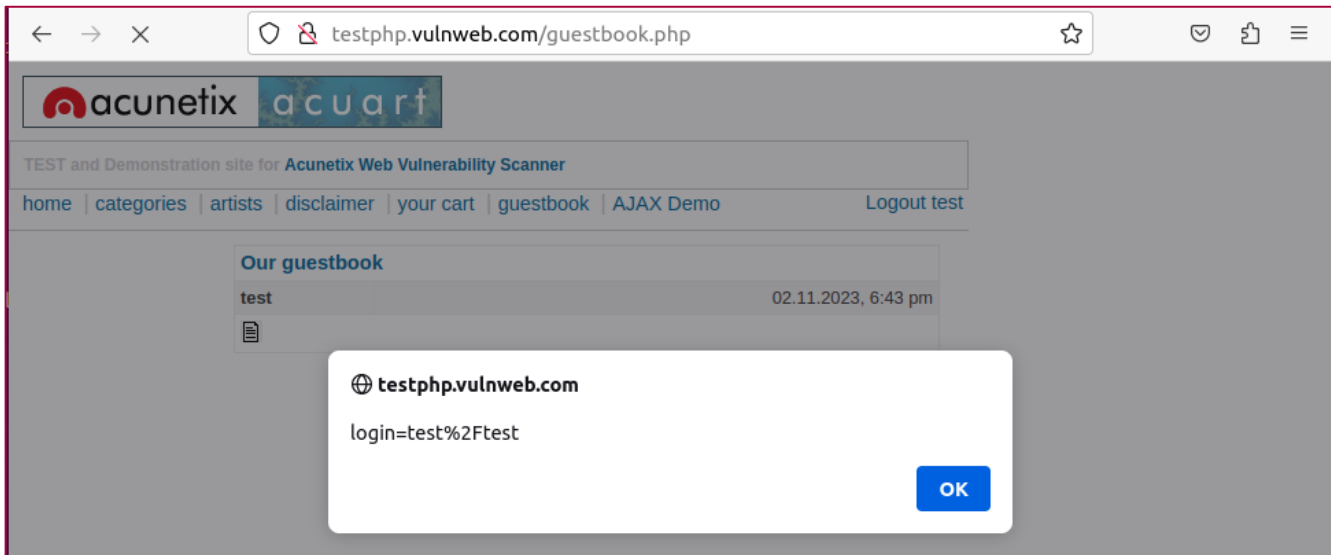 testphp.vulnweb.com/guestbook.php
acunetix acuart
TEST and Demonstration site for Acunetix Web Vulnerability Scanner
home | categories | artists | disclaimer | your cart | guestbook | AJAX Demo Logout test
Our guestbook
test 02.11.2023, 6:43 pm
testphp.vulnweb.com
login=test%2Ftest
OK